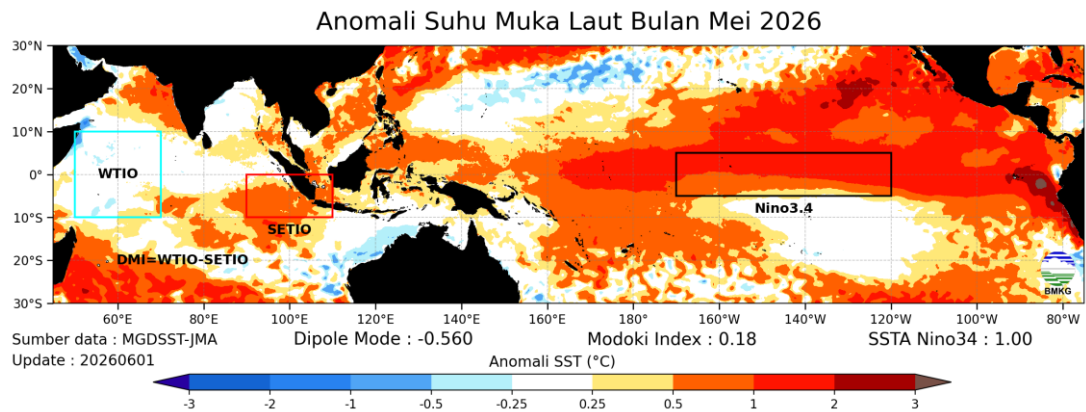 Anomali Suhu Muka Laut Bulan Mei 2026
30°N
20°N
10°N
0°
10°S
20°S
30°S
WTIO
SETIO
DMI=WTIO-SETIO
Nino3.4
BMKG
60°E 80°E 100°E 120°E 140°E 160°E 180° 160°W 140°W 120°W 100°W 80°W
Sumber data : MGDSST-JMA Dipole Mode : -0.560 Modoki Index : 0.18 SSTA Nino34 : 1.00
Update : 20260601
Anomali SST (°C)
-3 -2 -1 -0.5 -0.25 0.25 0.5 1 2 3